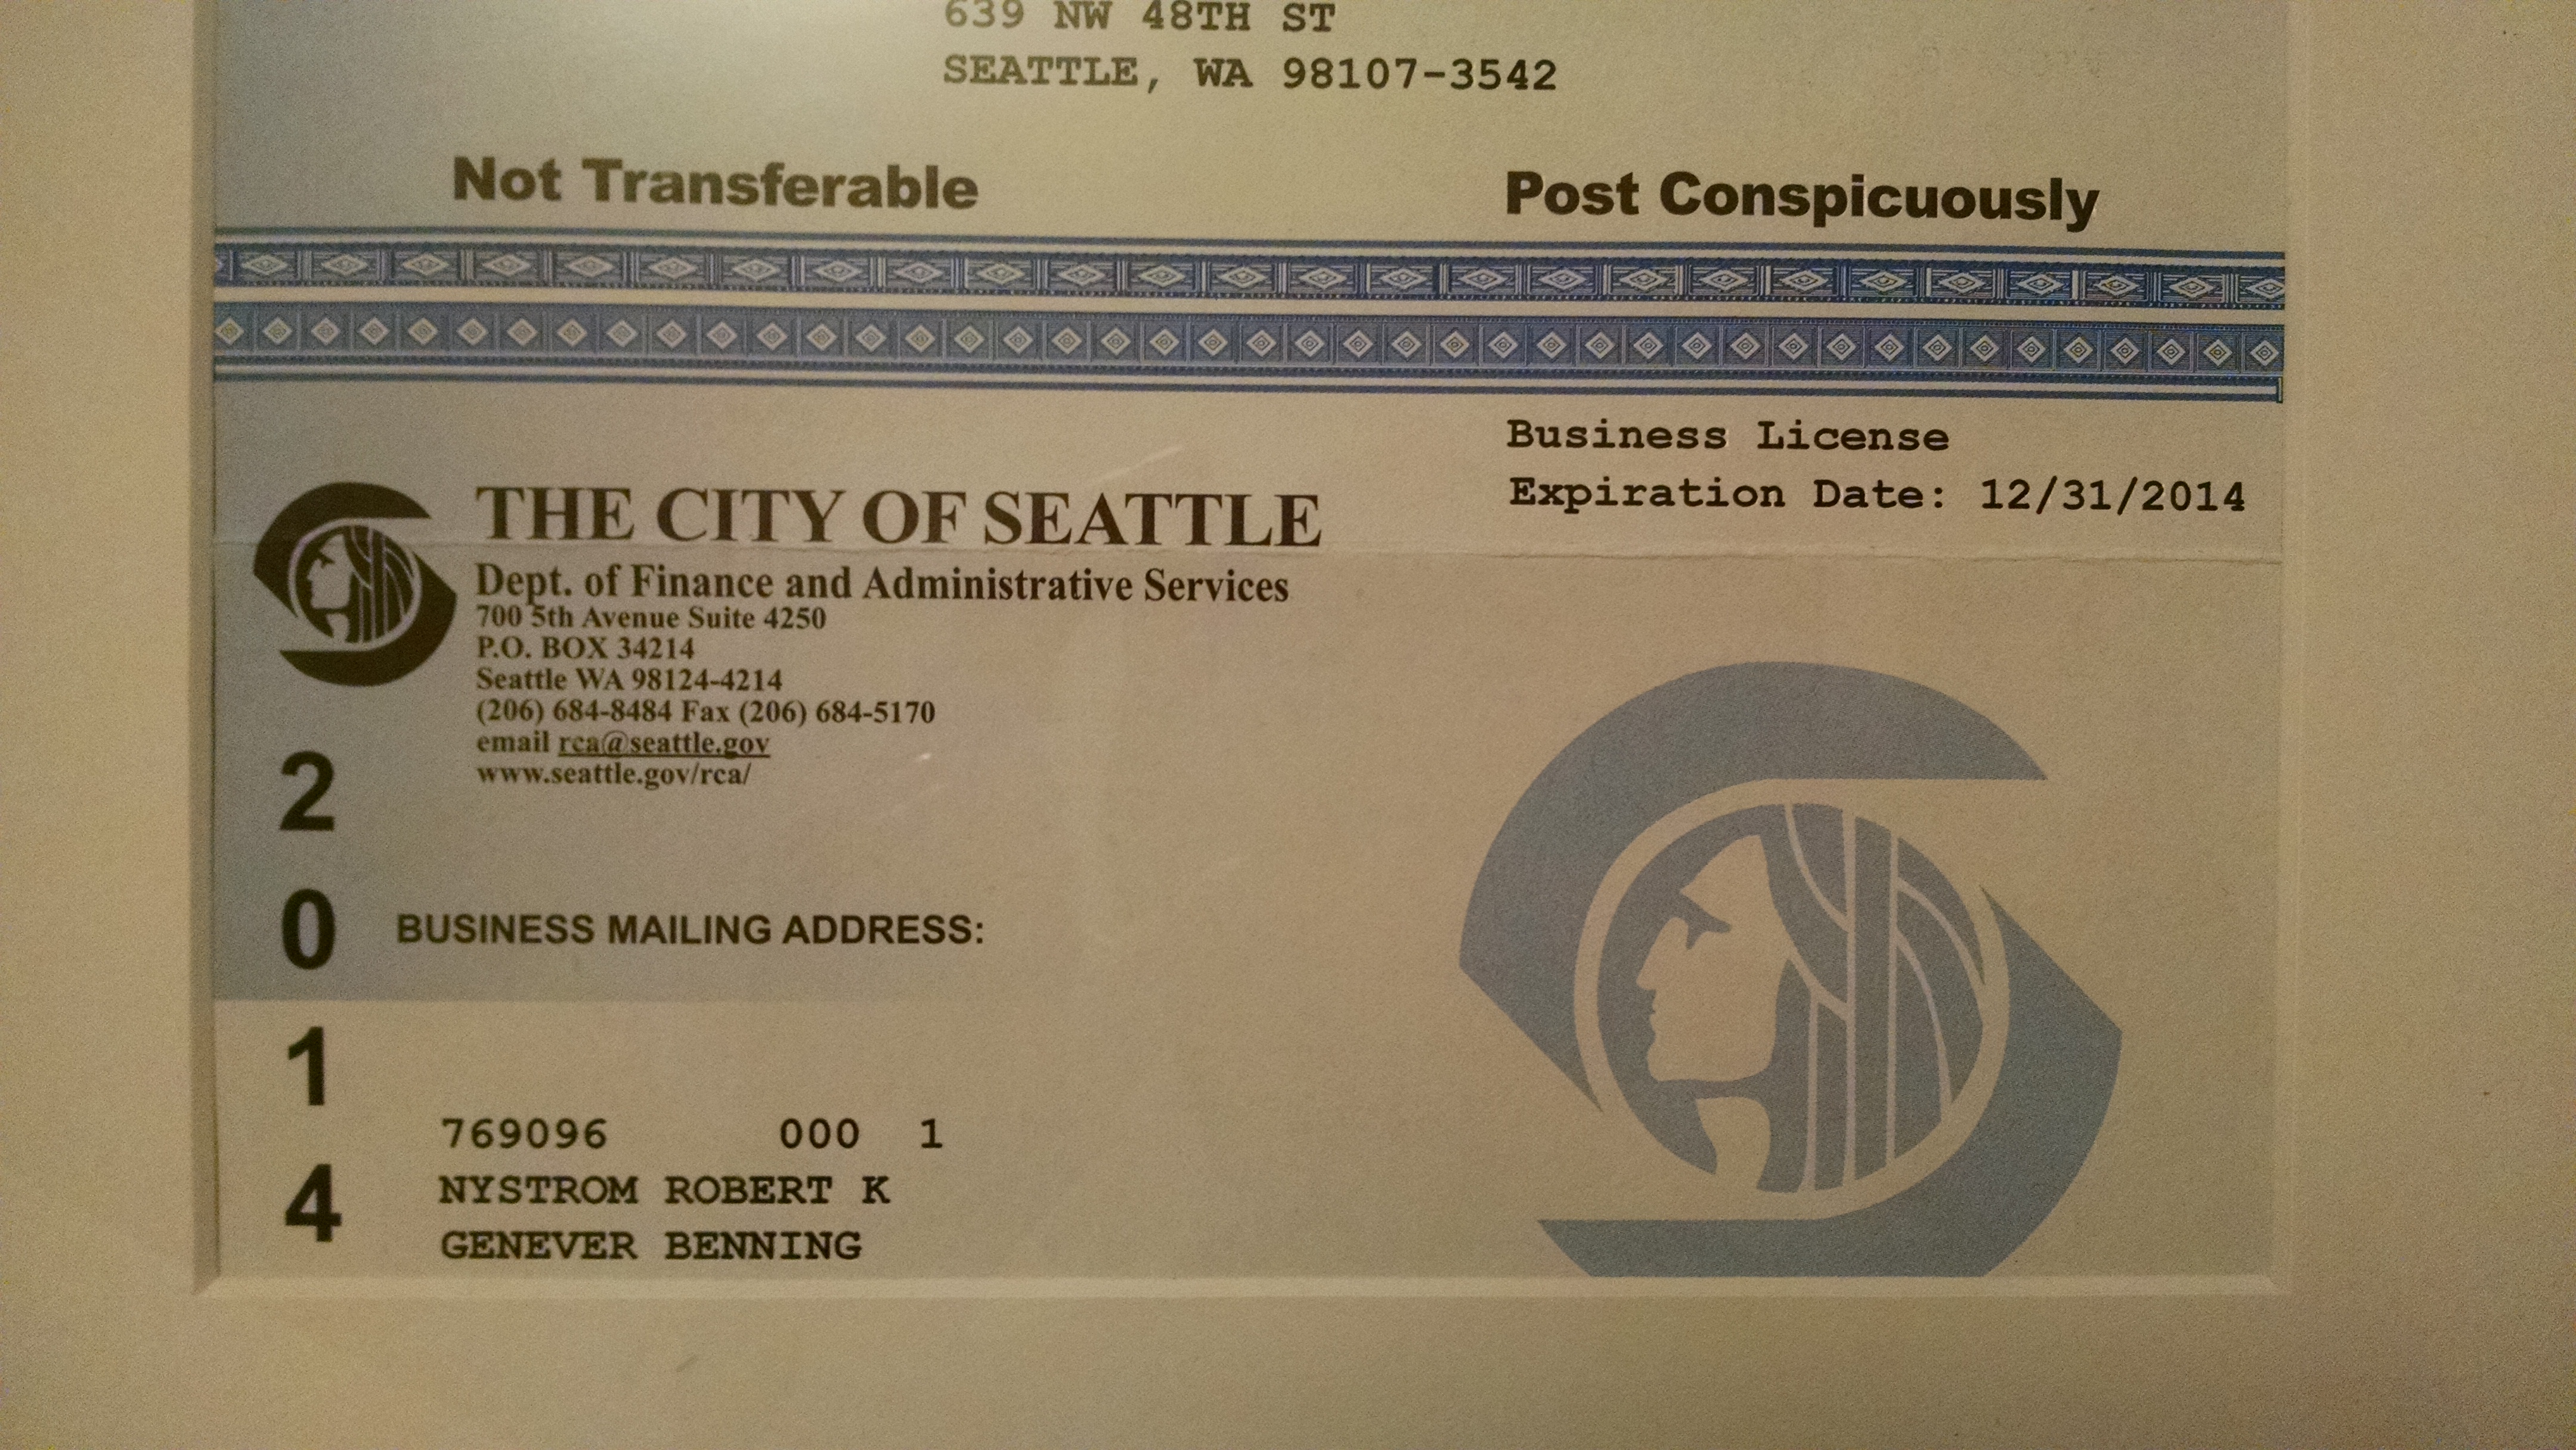 639 NW 48TH ST
SEATTLE, WA 98107-3542
Not Transferable
Post Conspicuously
Business License
Expiration Date: 12/31/2014
THE CITY OF SEATTLE
Dept. of Finance and Administrative Services
700 5th Avenue Suite 4250
P.O. BOX 34214
Seattle WA 98124-4214
(206) 684-8484 Fax (206) 684-5170
email rca@seattle.gov
www.seattle.gov/rca/
2
0
1
4
BUSINESS MAILING ADDRESS:
769096 000 1
NYSTROM ROBERT K
GENEVER BENNING